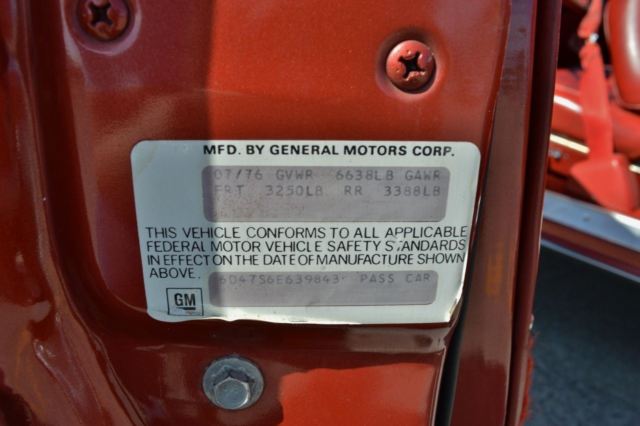 MFD. BY GENERAL MOTORS CORP.
07/76 GVWR 6638LB GAWR
FRT 3250LB RR 3388LB
THIS VEHICLE CONFORMS TO ALL APPLICABLE
FEDERAL MOTOR VEHICLE SAFETY STANDARDS
IN EFFECT ON THE DATE OF MANUFACTURE SHOWN
ABOVE.
6D47S6E639843 PASS CAR
GM